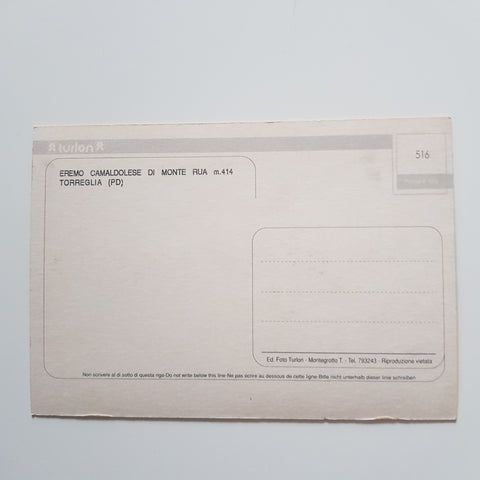 turlon
516
EREMO CAMALDOLESE DI MONTE RUA m.414
TORREGLIA (PD)
Ed. Foto Turlon - Montegrotto T. - Tel. 793243 - Riproduzione vietata
Non scrivere al di sotto di questa riga-Do not write below this line-Ne pas écrire au dessous de cette ligne-Bitte nicht unterhalb dieser linie schreiben